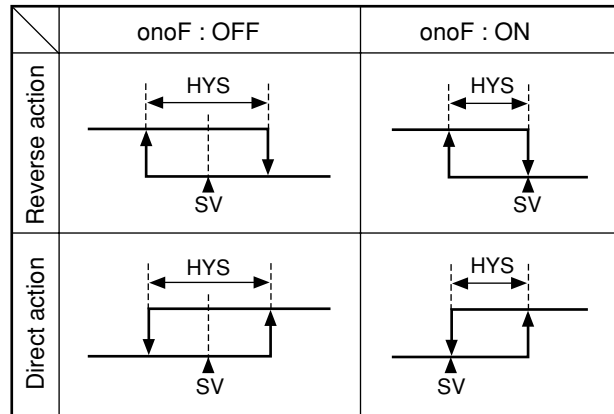 onoF : OFF
onoF : ON
Reverse action
HYS
SV
HYS
SV
Direct action
HYS
SV
HYS
SV